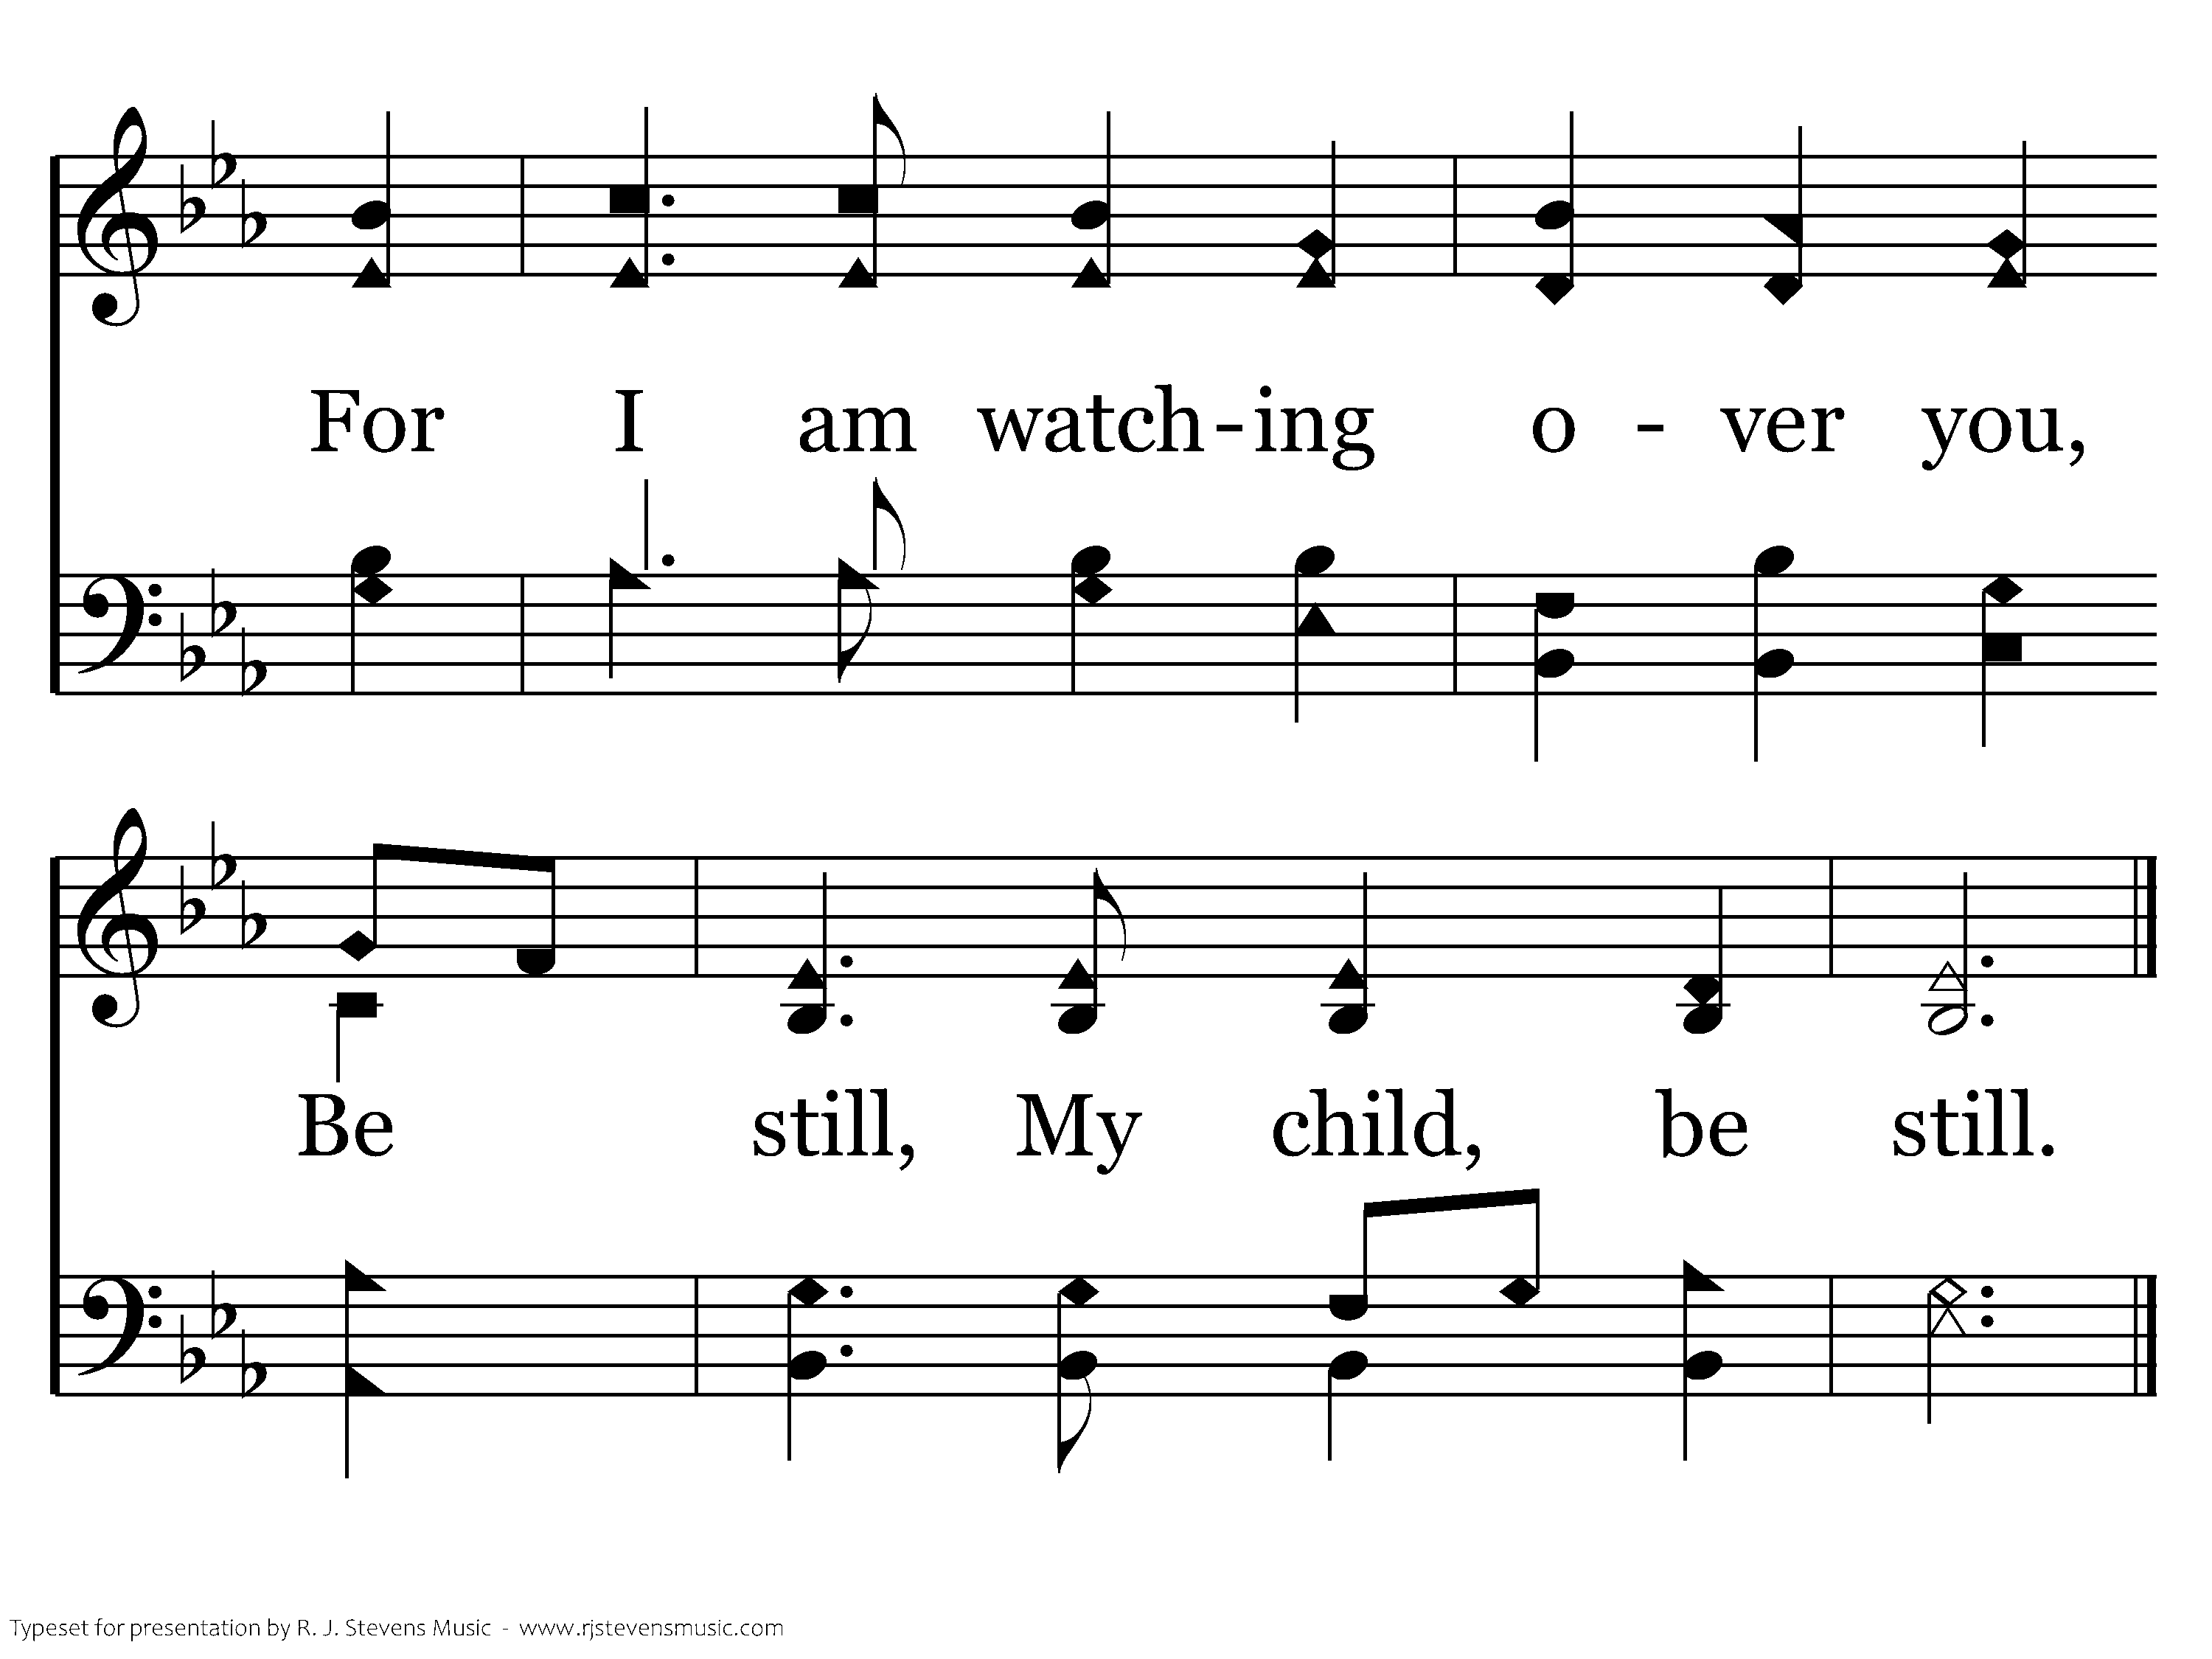 For I am watch-ing o - ver you,
Be still, My child, be still.
Typeset for presentation by R. J. Stevens Music - www.rjstevensmusic.com